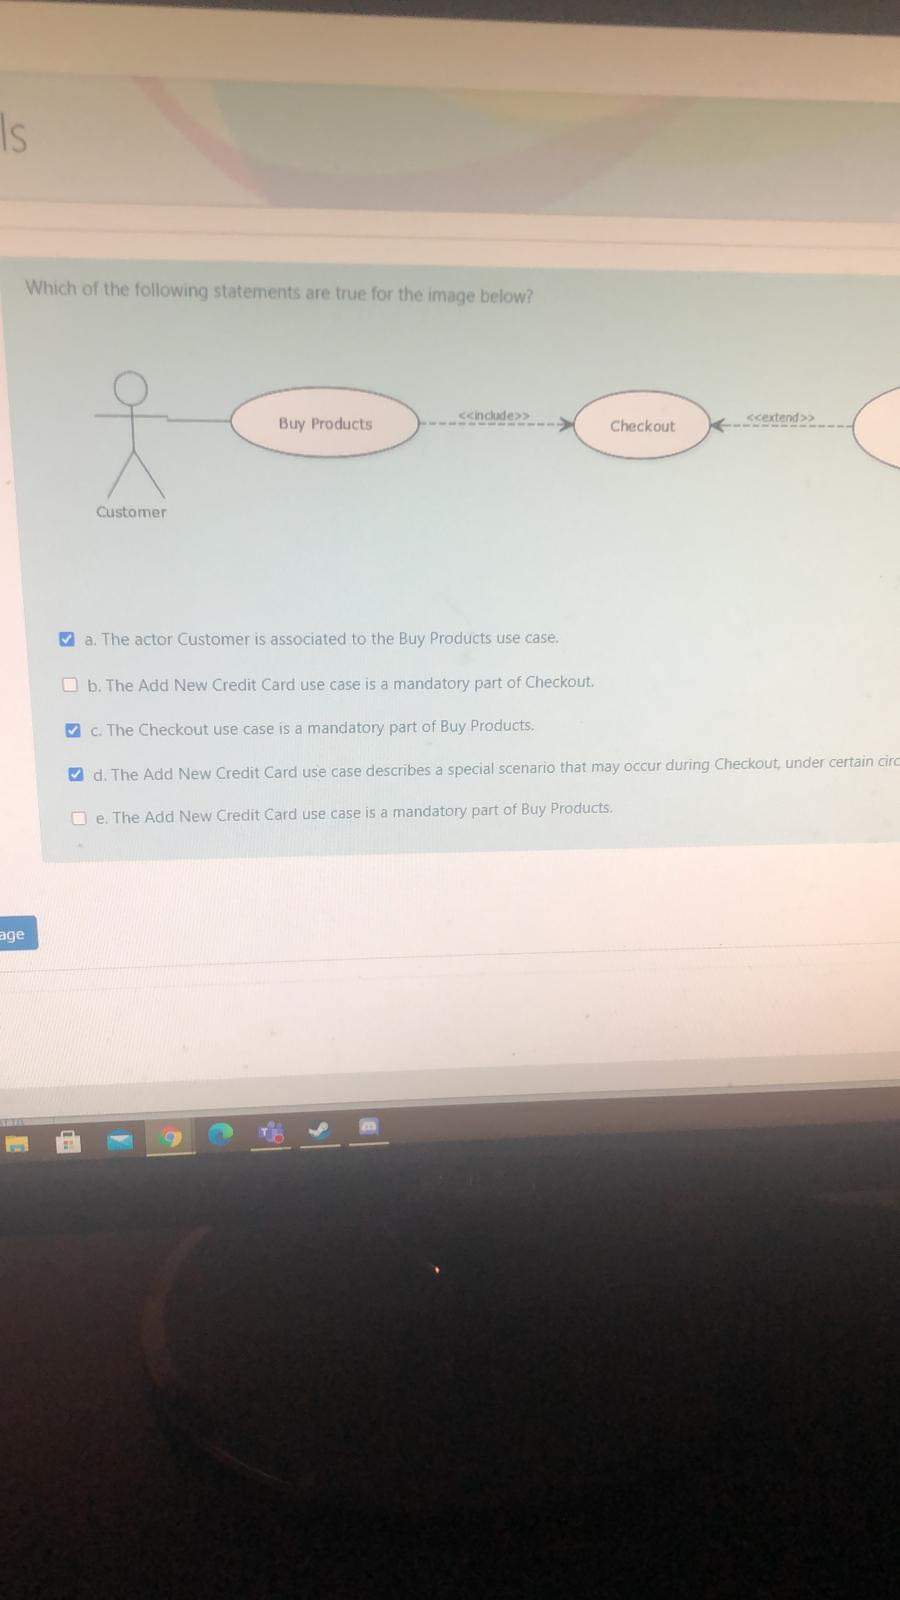 ls
Which of the following statements are true for the image below?
Buy Products
<<include>>
Checkout
<<extend>>
Customer
a. The actor Customer is associated to the Buy Products use case.
b. The Add New Credit Card use case is a mandatory part of Checkout.
c. The Checkout use case is a mandatory part of Buy Products.
d. The Add New Credit Card use case describes a special scenario that may occur during Checkout, under certain circ
e. The Add New Credit Card use case is a mandatory part of Buy Products.
age